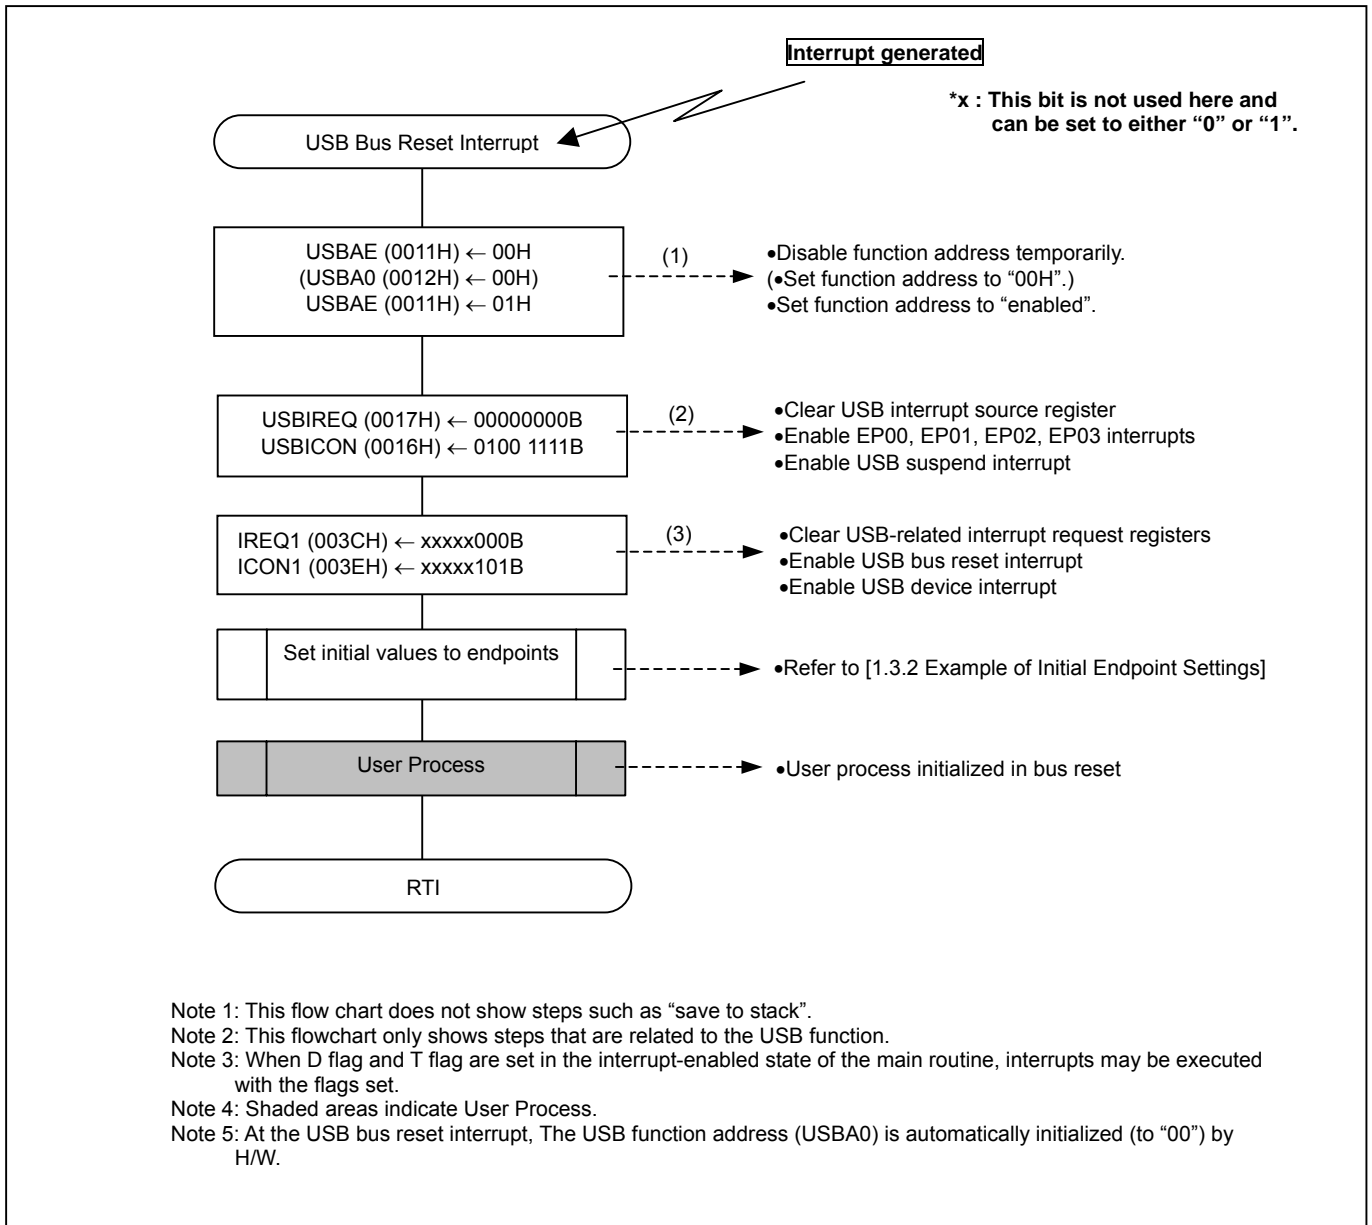 Interrupt generated
*x : This bit is not used here and
can be set to either “0” or “1”.
USB Bus Reset Interrupt
USBAE (0011H) ← 00H
(USBA0 (0012H) ← 00H)
USBAE (0011H) ← 01H
(1)
•Disable function address temporarily.
(•Set function address to “00H”.)
•Set function address to “enabled”.
USBIREQ (0017H) ← 00000000B
USBICON (0016H) ← 0100 1111B
(2)
•Clear USB interrupt source register
•Enable EP00, EP01, EP02, EP03 interrupts
•Enable USB suspend interrupt
IREQ1 (003CH) ← xxxxx000B
ICON1 (003EH) ← xxxxx101B
(3)
•Clear USB-related interrupt request registers
•Enable USB bus reset interrupt
•Enable USB device interrupt
Set initial values to endpoints
•Refer to [1.3.2 Example of Initial Endpoint Settings]
User Process
•User process initialized in bus reset
RTI
Note 1: This flow chart does not show steps such as “save to stack”.
Note 2: This flowchart only shows steps that are related to the USB function.
Note 3: When D flag and T flag are set in the interrupt-enabled state of the main routine, interrupts may be executed
with the flags set.
Note 4: Shaded areas indicate User Process.
Note 5: At the USB bus reset interrupt, The USB function address (USBA0) is automatically initialized (to “00”) by
H/W.